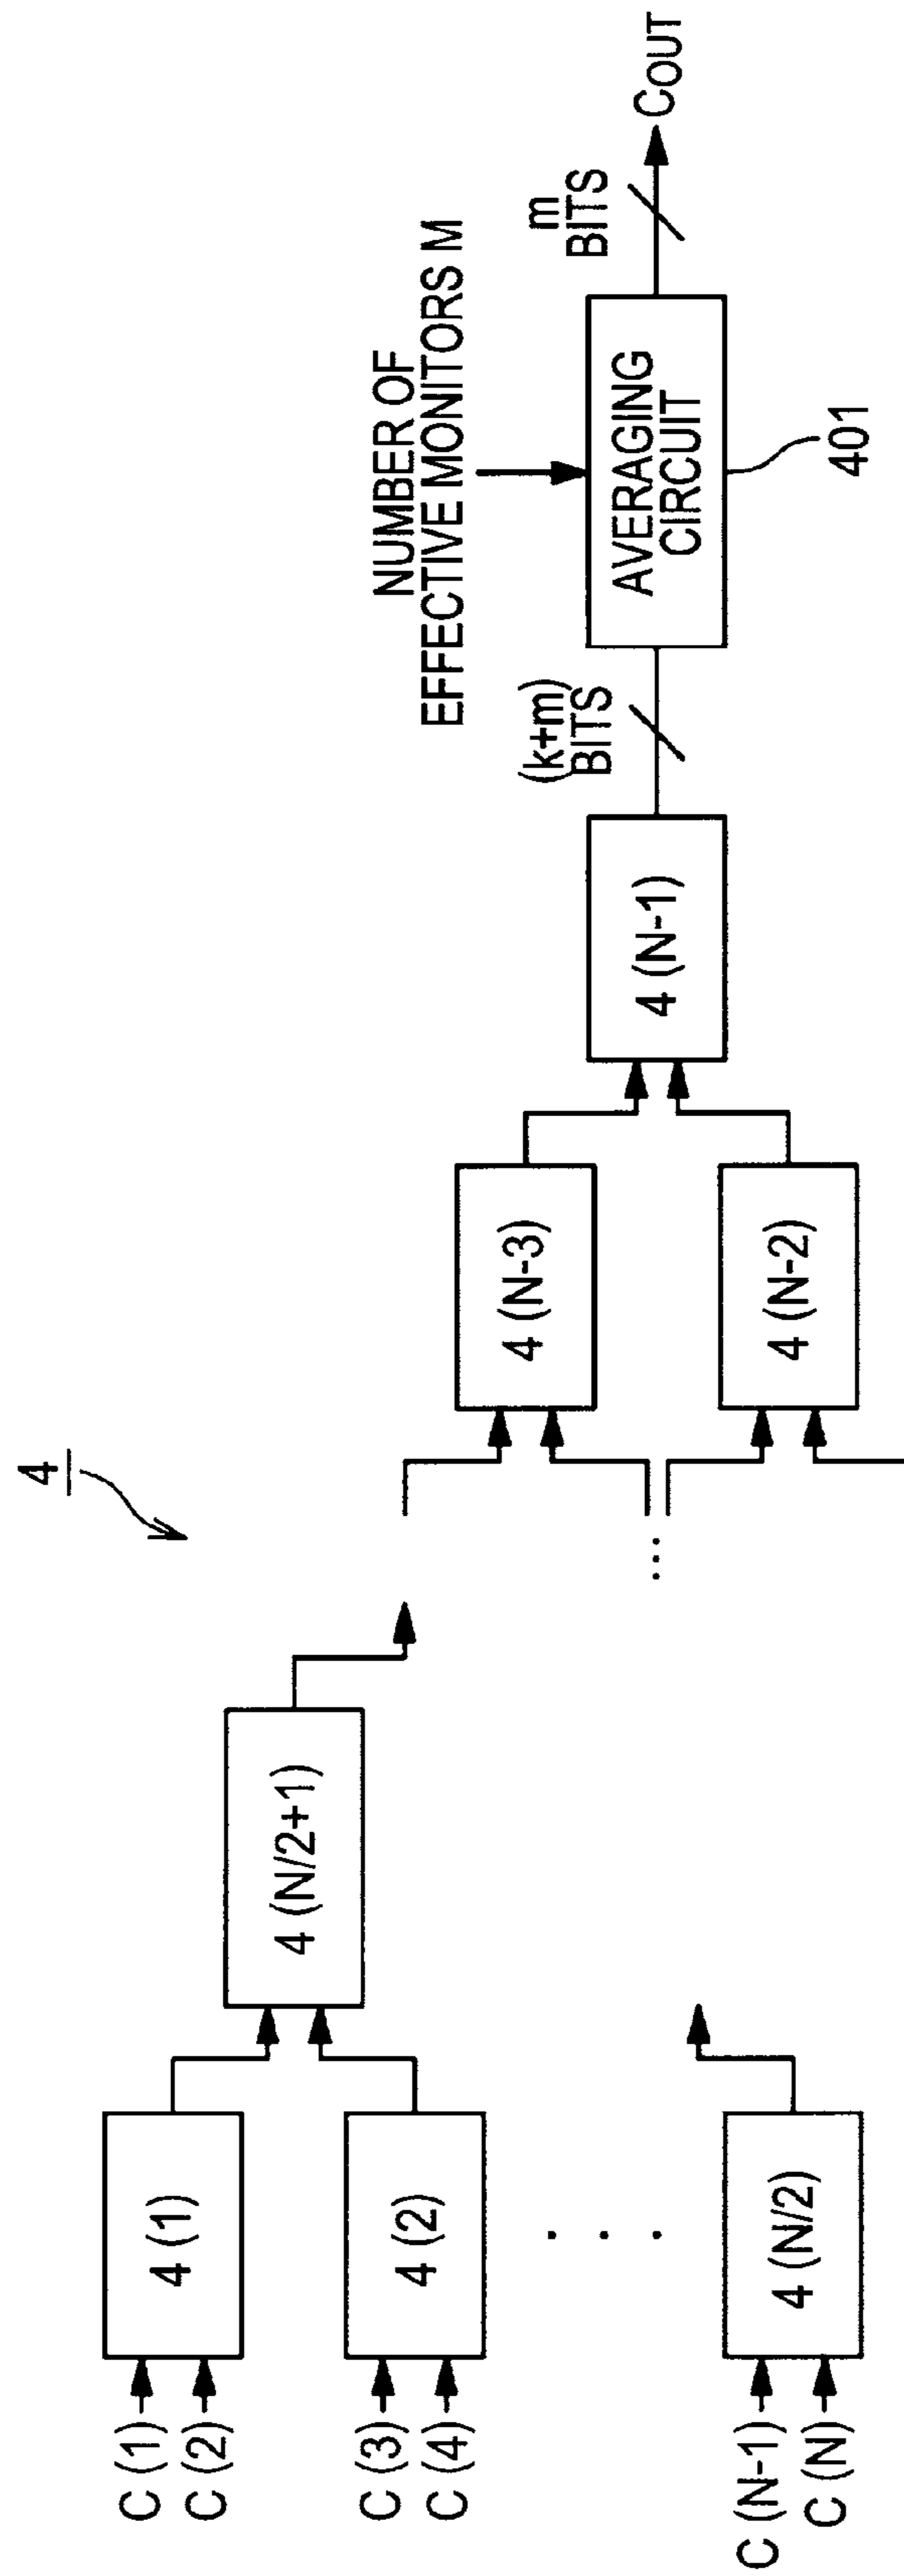 4
C (1)
C (2)
4 (1)
C (3)
C (4)
4 (2)
. . .
C (N-1)
C (N)
4 (N/2)
4 (N/2+1)
...
4 (N-3)
4 (N-2)
4 (N-1)
(k+m)
BITS
NUMBER OF
EFFECTIVE MONITORS M
AVERAGING
CIRCUIT
401
m
BITS
COUT